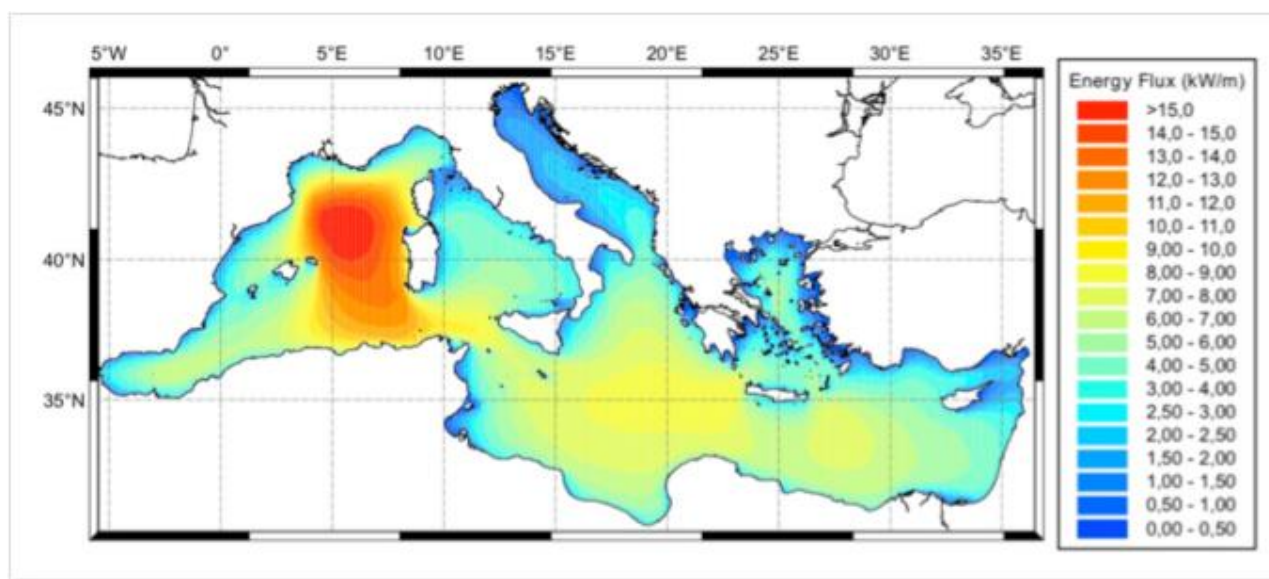 5°W 0° 5°E 10°E 15°E 20°E 25°E 30°E 35°E
45°N
40°N
35°N
Energy Flux (kW/m)
>15,0
14,0 - 15,0
13,0 - 14,0
12,0 - 13,0
11,0 - 12,0
10,0 - 11,0
9,00 - 10,0
8,00 - 9,00
7,00 - 8,00
6,00 - 7,00
5,00 - 6,00
4,00 - 5,00
3,00 - 4,00
2,50 - 3,00
2,00 - 2,50
1,50 - 2,00
1,00 - 1,50
0,50 - 1,00
0,00 - 0,50